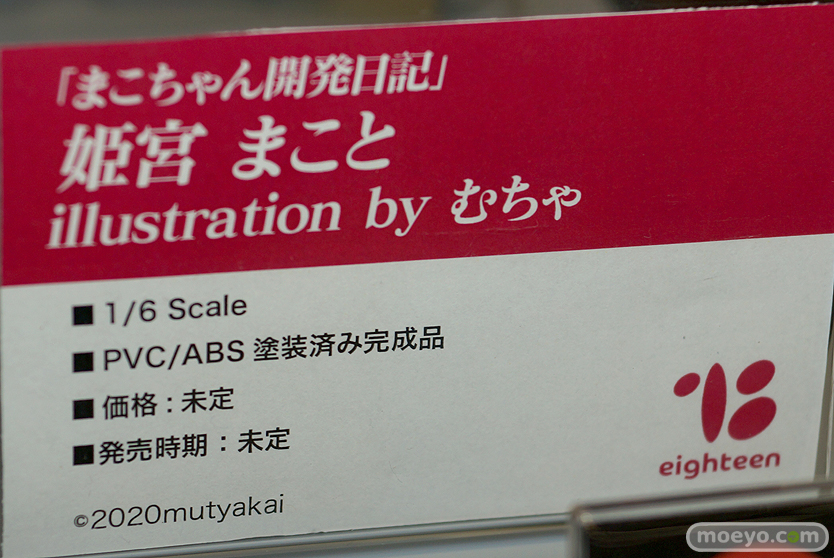 「まこちゃん開発日記」
姫宮 まこと
illustration by むちゃ
■ 1/6 Scale
■ PVC/ABS 塗装済み完成品
■ 価格：未定
■ 発売時期：未定
©2020mutyakai
eighteen
moeyo.com